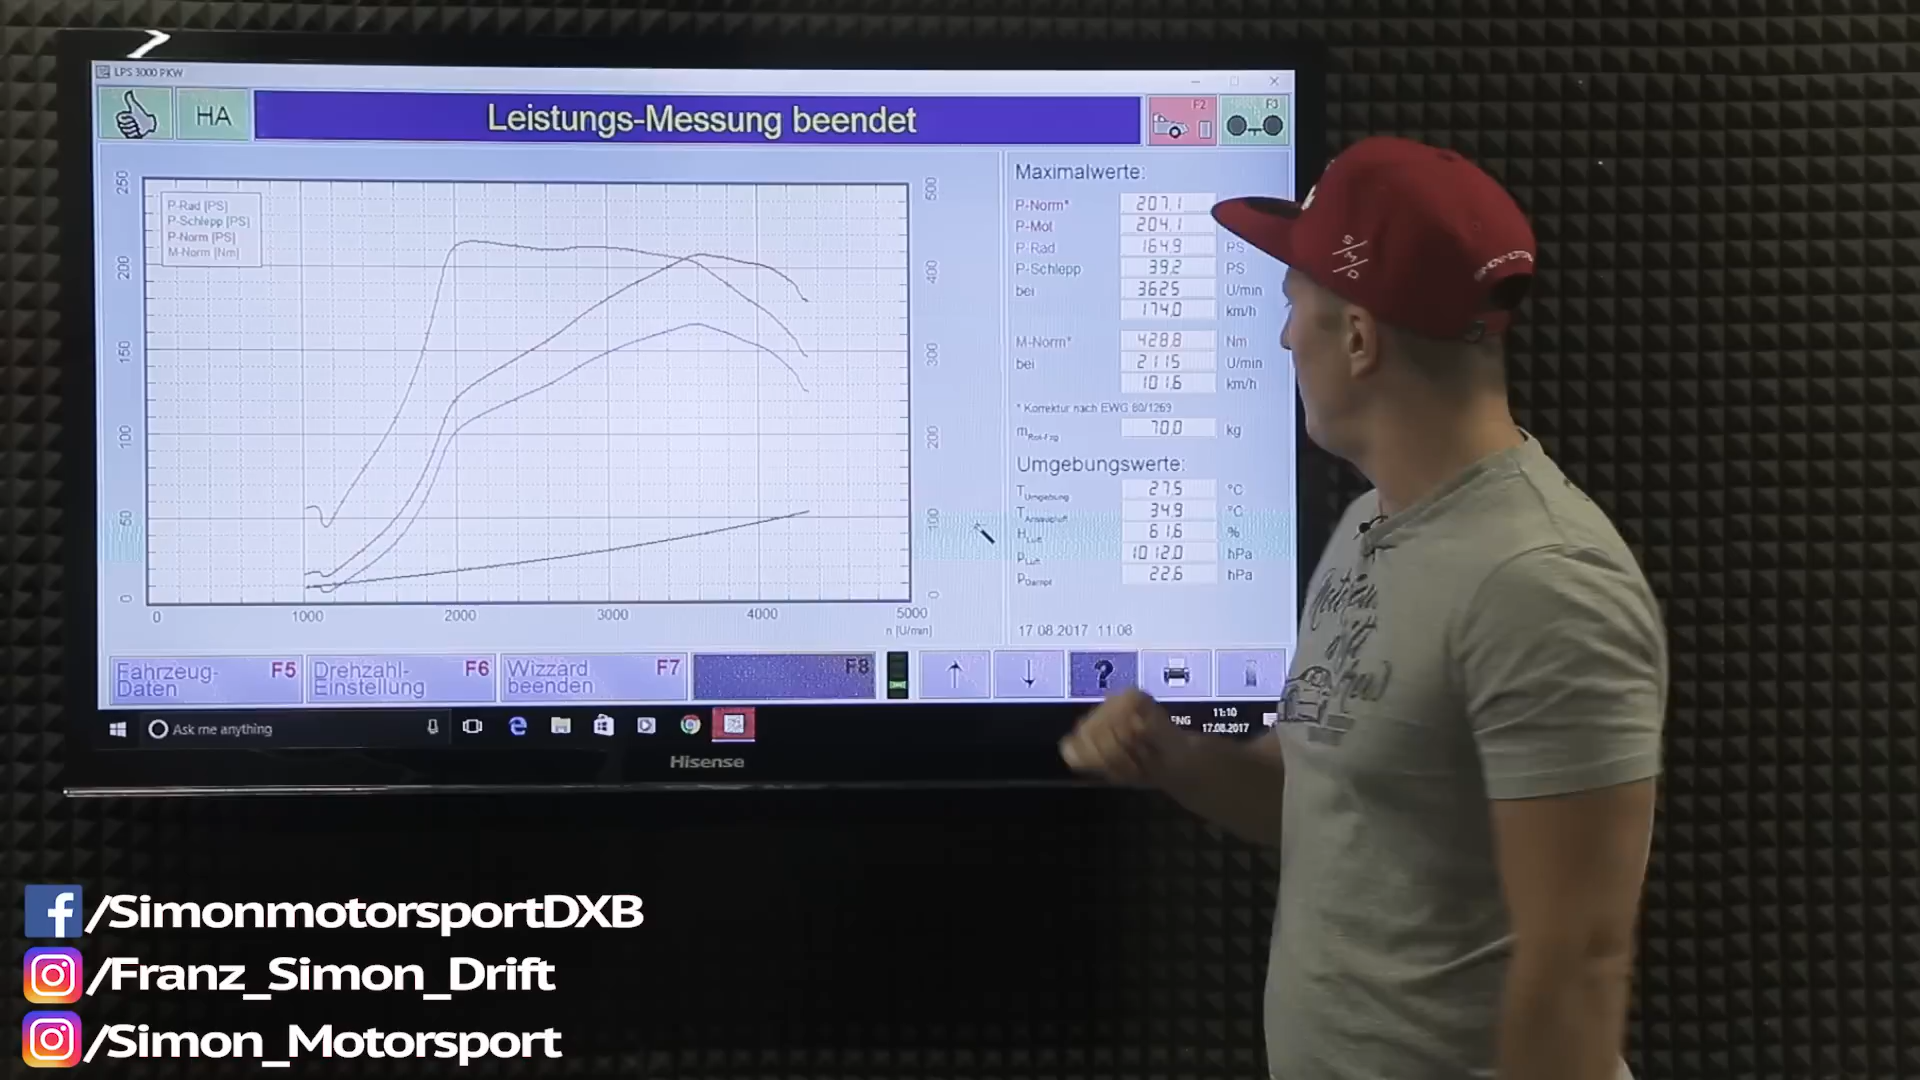 LPS 3000 PKW
HA
Leistungs-Messung beendet
F2
F3
250
200
150
100
50
0
P-Rad [PS]
P-Schlepp [PS]
P-Norm [PS]
M-Norm [Nm]
500
400
300
200
100
0
0 1000 2000 3000 4000 5000
n [U/min]
Maximalwerte:
P-Norm* 207.1
P-Mot 204.1
P-Rad 164.9 PS
P-Schlepp 39.2 PS
bei 3625 U/min
174.0 km/h
M-Norm* 428.8 Nm
bei 2115 U/min
101.6 km/h
* Korrektur nach EWG 80/1269
70.0 kg
Umgebungswerte:
T Umgebung 27.5 °C
T Ansaugluft 34.9 °C
H Luft 61.6 %
p Luft 1012.0 hPa
p Dampf 22.6 hPa
17.08.2017 11:08
Fahrzeug-Daten F5
Drehzahl-Einstellung F6
Wizzard beenden F7
F8
?
Ask me anything
ENG
11:10
17.08.2017
Hisense
S/M/D
f /SimonmotorsportDXB
/Franz_Simon_Drift
/Simon_Motorsport